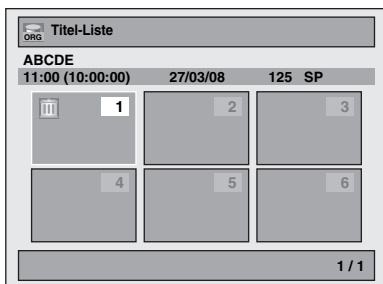 ORG Titel-Liste
ABCDE
11:00 (10:00:00) 27/03/08 125 SP
1 2 3
4 5 6
1 / 1